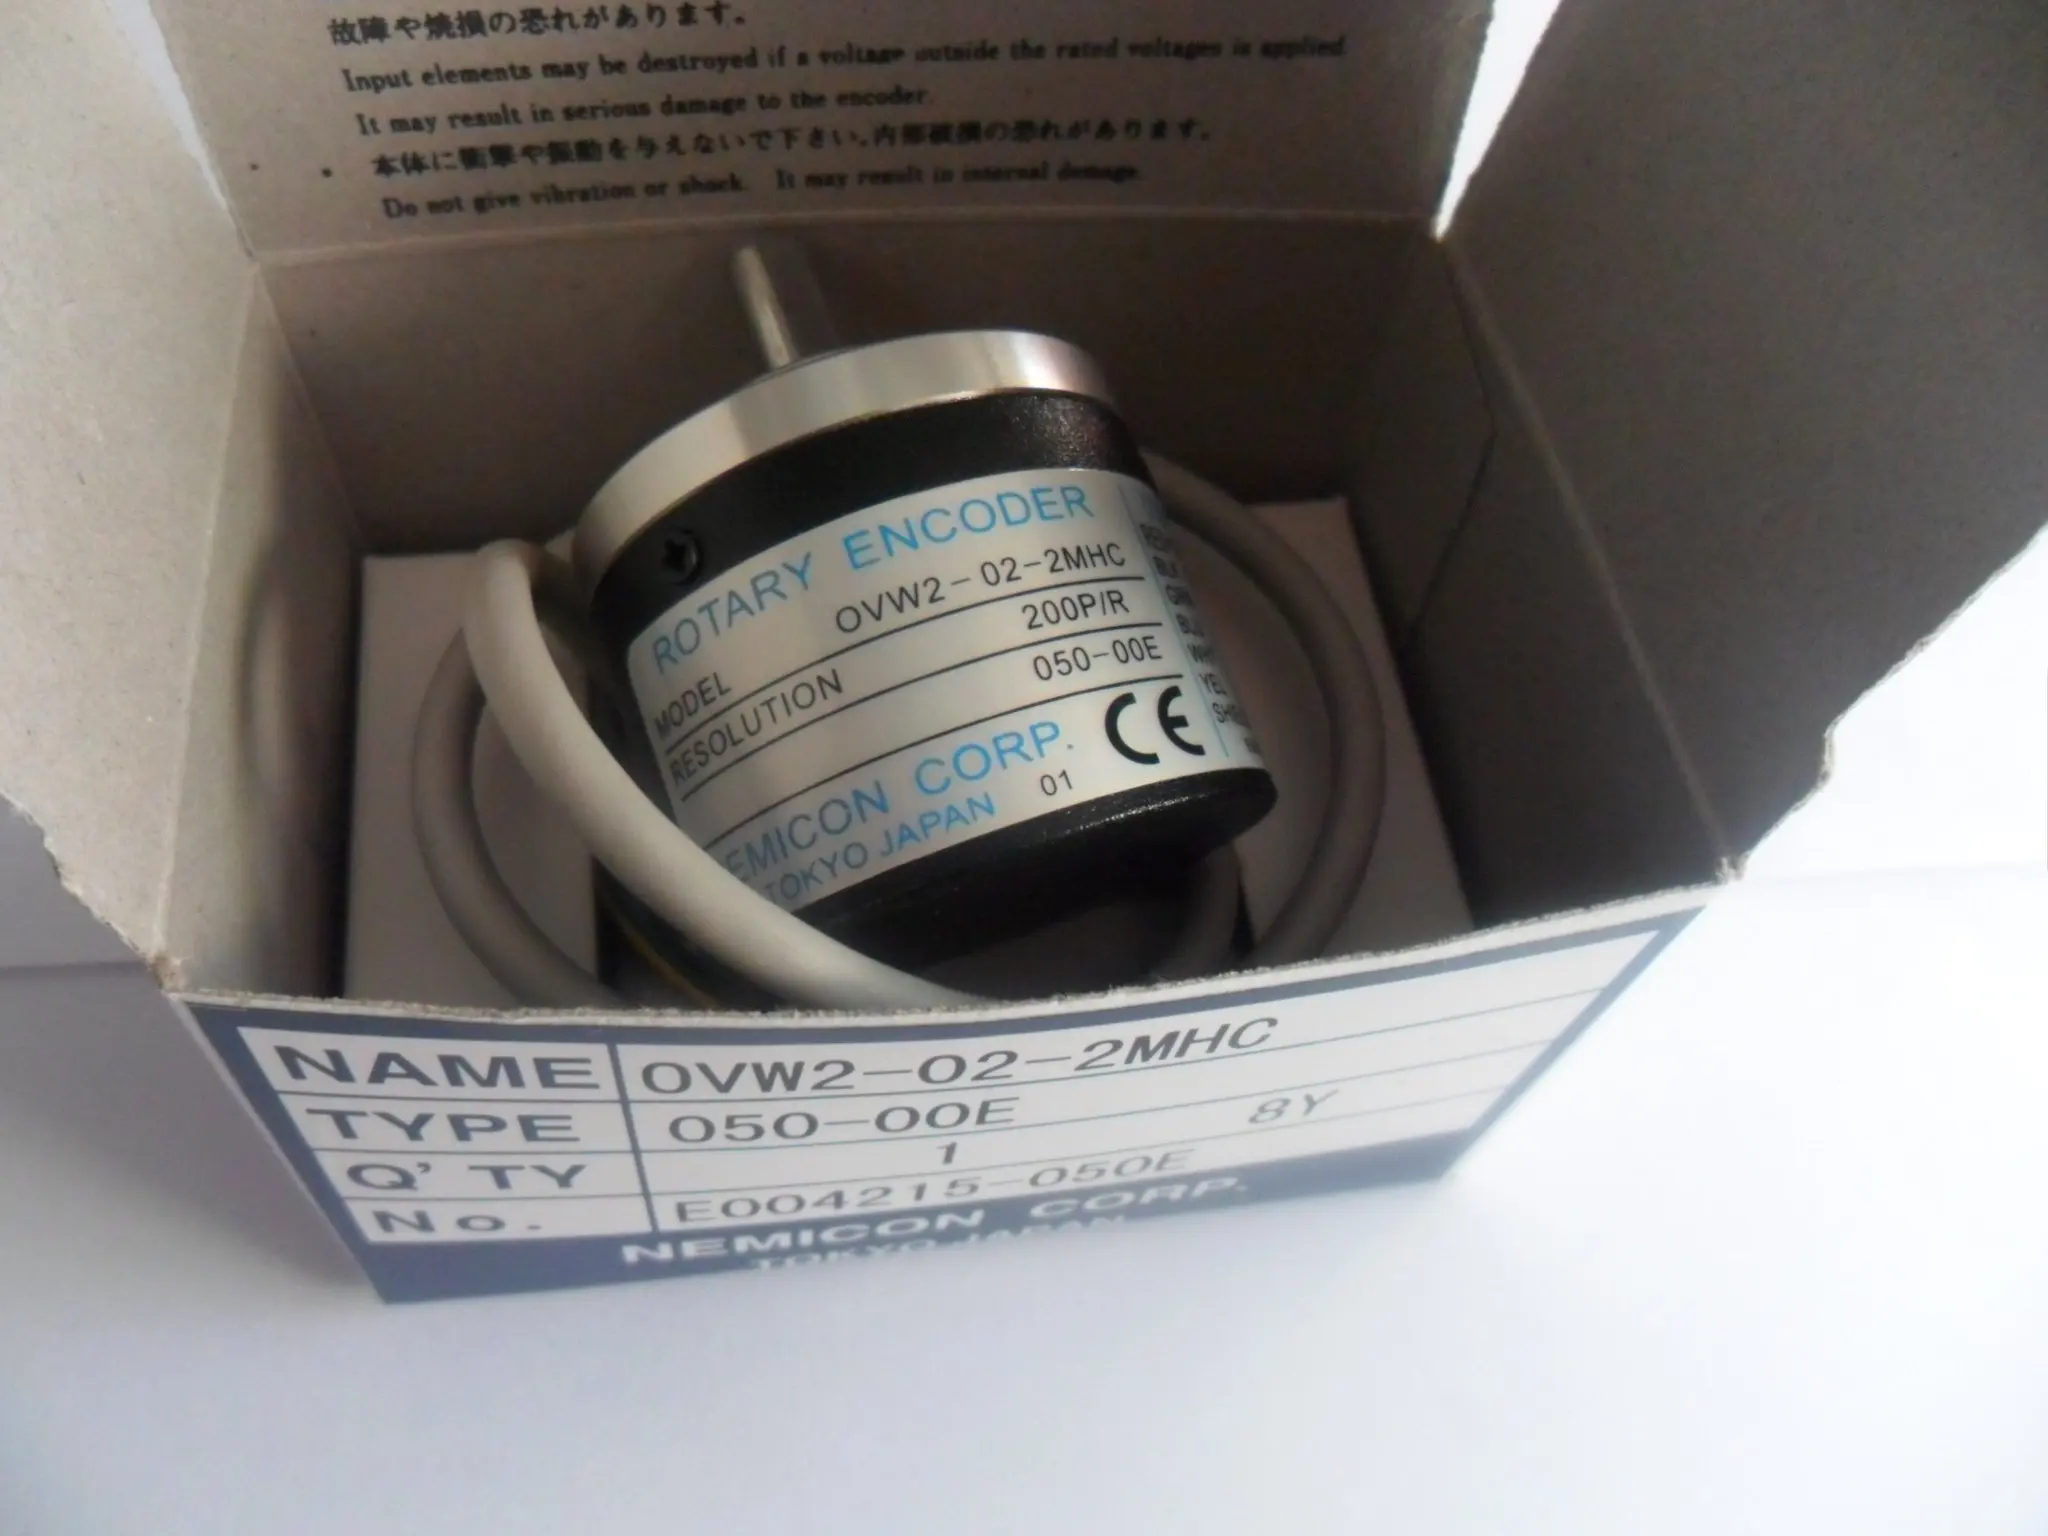 故障や焼損の恐れがあります。
Input elements may be destroyed if a voltage outside the rated voltages is applied
It may result in serious damage to the encoder.
・ 本体に衝撃や振動を与えないで下さい。内部破損の恐れがあります。
Do not give vibration or shock. It may result in internal damage.
ROTARY ENCODER
MODEL OVW2-02-2MHC
RESOLUTION 200P/R
050-00E
EMICON CORP.
TOKYO JAPAN 01
CE
NAME OVW2-02-2MHC
TYPE 050-00E 8Y
Q'TY 1
No. E004215-050E
NEMICON CORP.
TOKYO JAPAN